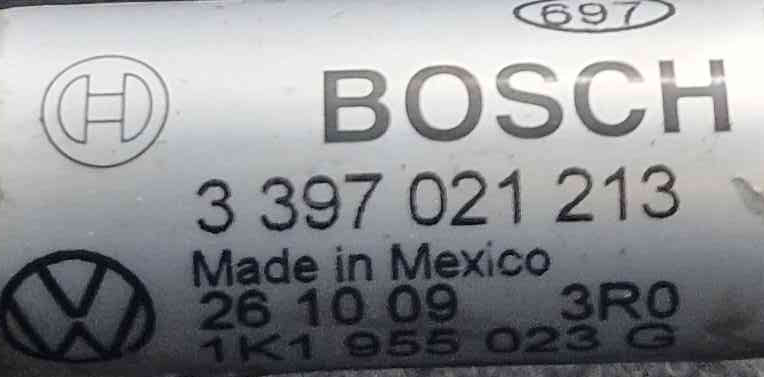 697
BOSCH
3 397 021 213
Made in Mexico
26 10 09 3R0
1K1 955 023 G